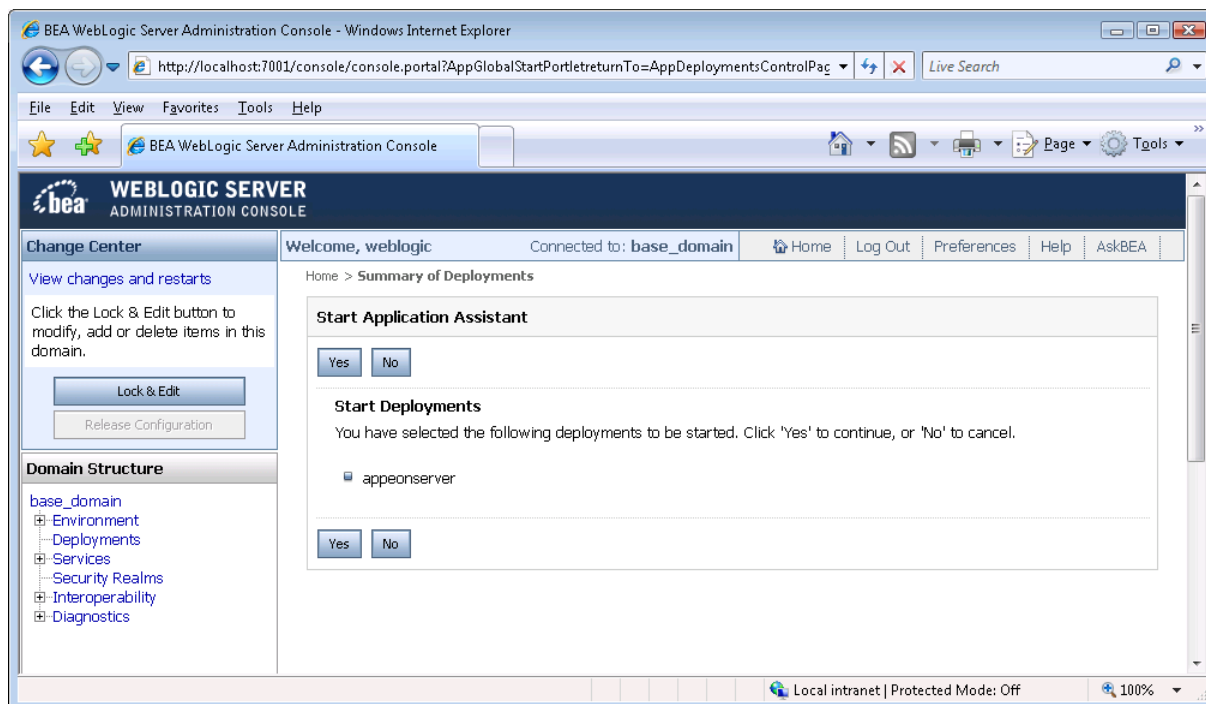 BEA WebLogic Server Administration Console - Windows Internet Explorer
http://localhost:7001/console/console.portal?AppGlobalStartPortletreturnTo=AppDeploymentsControlPag
Live Search
File Edit View Favorites Tools Help
BEA WebLogic Server Administration Console
Page
Tools
bea
WEBLOGIC SERVER
ADMINISTRATION CONSOLE
Change Center
View changes and restarts
Click the Lock & Edit button to
modify, add or delete items in this
domain.
Lock & Edit
Release Configuration
Domain Structure
base_domain
Environment
Deployments
Services
Security Realms
Interoperability
Diagnostics
Welcome, weblogic
Connected to: base_domain
Home Log Out Preferences Help AskBEA
Home > Summary of Deployments
Start Application Assistant
Yes No
Start Deployments
You have selected the following deployments to be started. Click 'Yes' to continue, or 'No' to cancel.
appeonserver
Yes No
Local intranet | Protected Mode: Off
100%